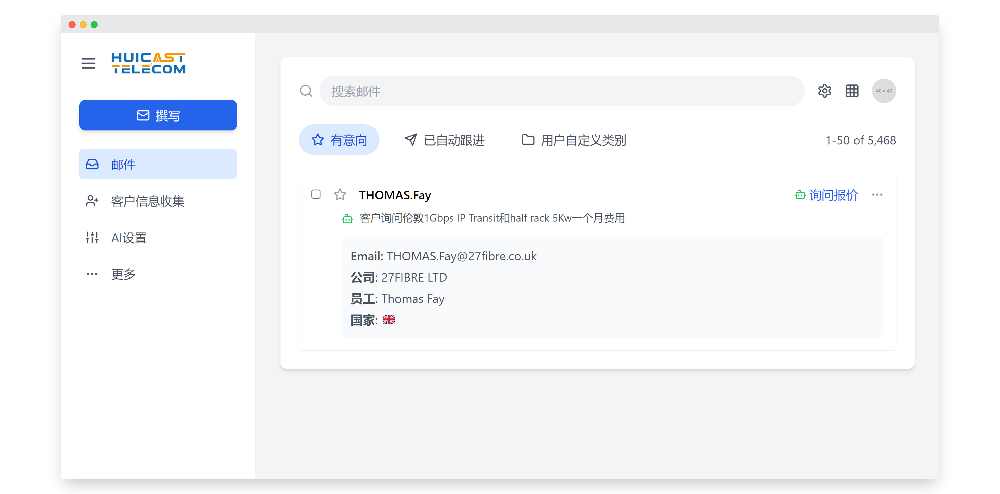 HUICAST
TELECOM
撰写
邮件
客户信息收集
AI设置
更多
搜索邮件
40 × 40
有意向
已自动跟进
用户自定义类别
1-50 of 5,468
THOMAS.Fay
询问报价
客户询问伦敦1Gbps IP Transit和half rack 5Kw一个月费用
Email: THOMAS.Fay@27fibre.co.uk
公司: 27FIBRE LTD
员工: Thomas Fay
国家: